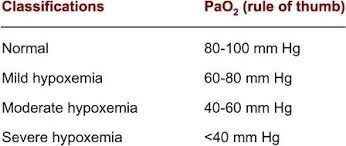 Classifications PaO₂ (rule of thumb)
Normal 80-100 mm Hg
Mild hypoxemia 60-80 mm Hg
Moderate hypoxemia 40-60 mm Hg
Severe hypoxemia <40 mm Hg